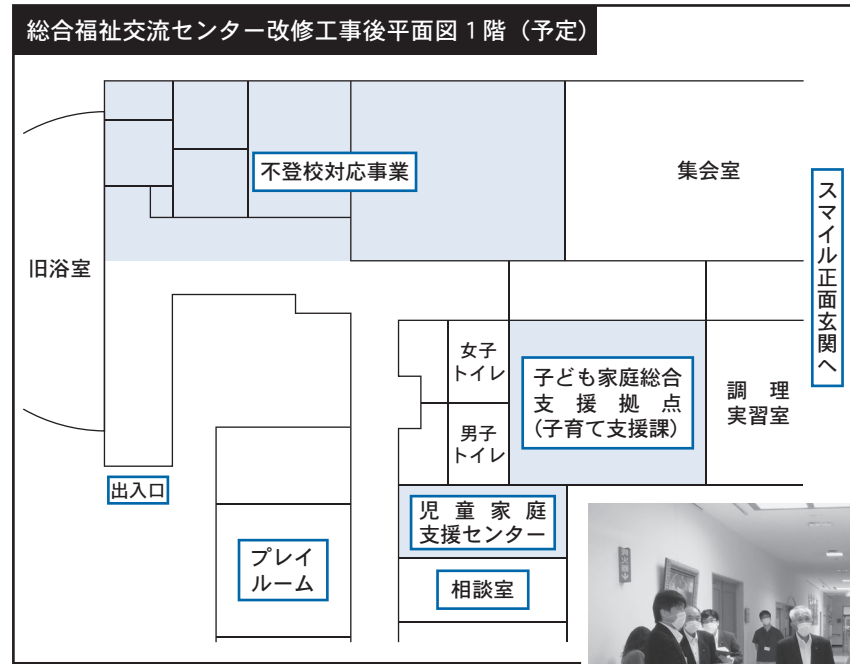 総合福祉交流センター改修工事後平面図1階（予定）
不登校対応事業
集会室
スマイル正面玄関へ
旧浴室
女子
トイレ
子ども家庭総合
支援拠点
(子育て支援課)
調理
実習室
男子
トイレ
出入口
児童家庭
支援センター
プレイ
ルーム
相談室
消火器